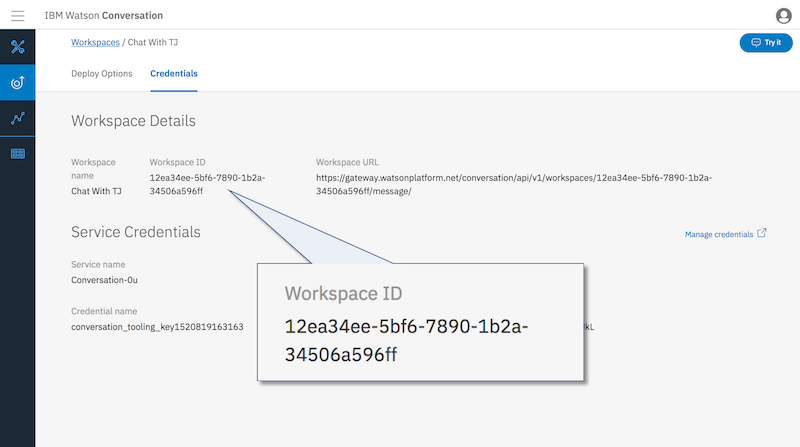 IBM Watson Conversation
Workspaces / Chat With TJ
Try it
Deploy Options
Credentials
Workspace Details
Workspace
name
Chat With TJ
Workspace ID
12ea34ee-5bf6-7890-1b2a-
34506a596ff
Workspace URL
https://gateway.watsonplatform.net/conversation/api/v1/workspaces/12ea34ee-5bf6-7890-1b2a-
34506a596ff/message/
Service Credentials
Manage credentials
Service name
Conversation-0u
Credential name
conversation_tooling_key1520819163163
Workspace ID
12ea34ee-5bf6-7890-1b2a-
34506a596ff